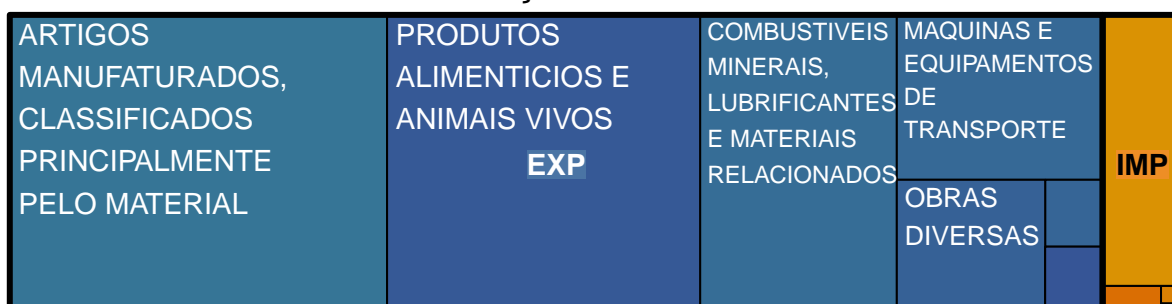 ARTIGOS
MANUFATURADOS,
CLASSIFICADOS
PRINCIPALMENTE
PELO MATERIAL
PRODUTOS
ALIMENTICIOS E
ANIMAIS VIVOS
EXP
COMBUSTIVEIS
MINERAIS,
LUBRIFICANTES
E MATERIAIS
RELACIONADOS
MAQUINAS E
EQUIPAMENTOS
DE
TRANSPORTE
OBRAS
DIVERSAS
IMP